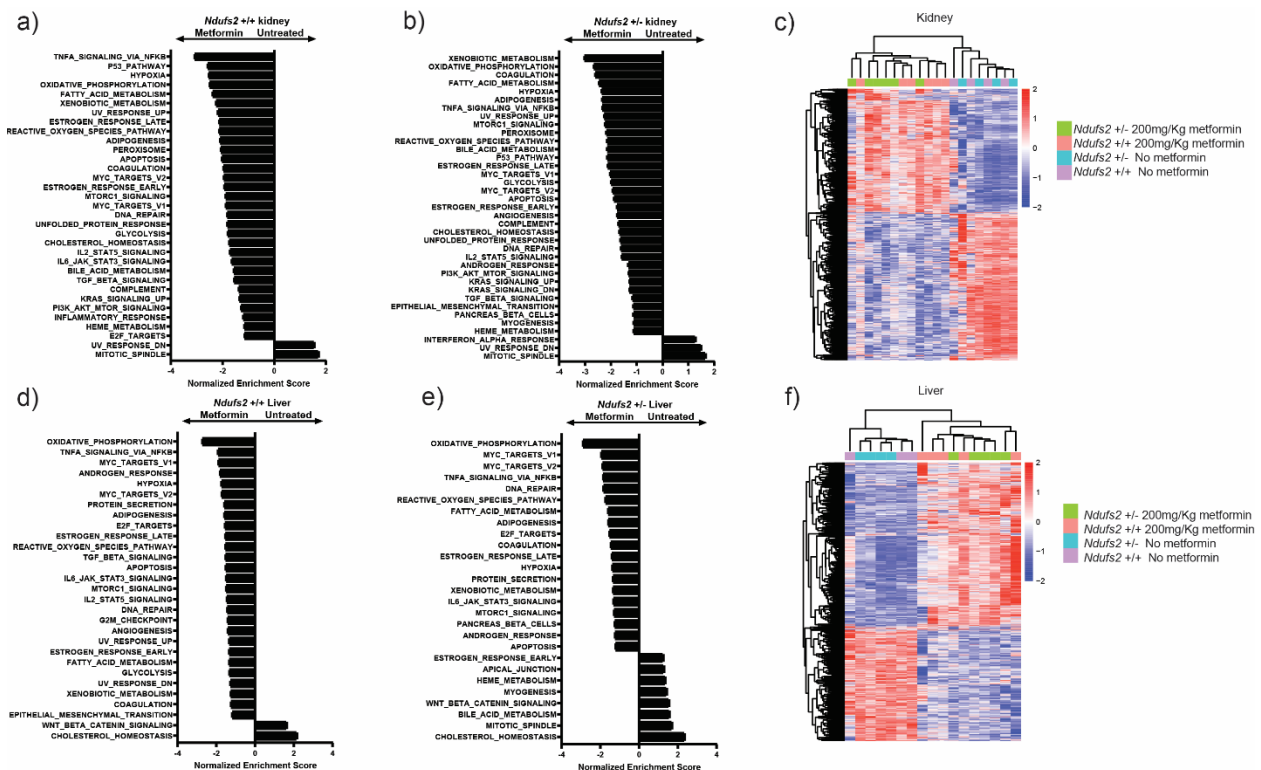 a)
Ndufs2 +/+ kidney
Metformin Untreated
TNFA_SIGNALING_VIA_NFKB
P53_PATHWAY
HYPOXIA
OXIDATIVE_PHOSPHORYLATION
FATTY_ACID_METABOLISM
XENOBIOTIC_METABOLISM
UV_RESPONSE_UP
ESTROGEN_RESPONSE_LATE
REACTIVE_OXYGEN_SPECIES_PATHWAY
ADIPOGENESIS
PEROXISOME
APOPTOSIS
COAGULATION
MYC_TARGETS_V2
ESTROGEN_RESPONSE_EARLY
MTORC1_SIGNALING
MYC_TARGETS_V1
DNA_REPAIR
UNFOLDED_PROTEIN_RESPONSE
GLYCOLYSIS
CHOLESTEROL_HOMEOSTASIS
IL2_STAT5_SIGNALING
IL6_JAK_STAT3_SIGNALING
BILE_ACID_METABOLISM
TGF_BETA_SIGNALING
COMPLEMENT
KRAS_SIGNALING_UP
PI3K_AKT_MTOR_SIGNALING
INFLAMMATORY_RESPONSE
HEME_METABOLISM
E2F_TARGETS
UV_RESPONSE_DN
MITOTIC_SPINDLE
-4 -2 0 2
Normalized Enrichment Score
b)
Ndufs2 +/- kidney
Metformin Untreated
XENOBIOTIC_METABOLISM
OXIDATIVE_PHOSPHORYLATION
COAGULATION
FATTY_ACID_METABOLISM
HYPOXIA
ADIPOGENESIS
TNFA_SIGNALING_VIA_NFKB
UV_RESPONSE_UP
MTORC1_SIGNALING
PEROXISOME
REACTIVE_OXYGEN_SPECIES_PATHWAY
BILE_ACID_METABOLISM
P53_PATHWAY
ESTROGEN_RESPONSE_LATE
MYC_TARGETS_V1
GLYCOLYSIS
MYC_TARGETS_V2
APOPTOSIS
ESTROGEN_RESPONSE_EARLY
ANGIOGENESIS
COMPLEMENT
CHOLESTEROL_HOMEOSTASIS
UNFOLDED_PROTEIN_RESPONSE
DNA_REPAIR
IL2_STAT5_SIGNALING
ANDROGEN_RESPONSE
PI3K_AKT_MTOR_SIGNALING
KRAS_SIGNALING_UP
KRAS_SIGNALING_DN
TGF_BETA_SIGNALING
EPITHELIAL_MESENCHYMAL_TRANSITION
PANCREAS_BETA_CELLS
MYOGENESIS
HEME_METABOLISM
INTERFERON_ALPHA_RESPONSE
UV_RESPONSE_DN
MITOTIC_SPINDLE
-4 -3 -2 -1 0 1 2
Normalized Enrichment Score
c)
Kidney
2
1
0
−1
−2
Ndufs2 +/- 200mg/Kg metformin
Ndufs2 +/+ 200mg/Kg metformin
Ndufs2 +/- No metformin
Ndufs2 +/+ No metformin
d)
Ndufs2 +/+ Liver
Metformin Untreated
OXIDATIVE_PHOSPHORYLATION
TNFA_SIGNALING_VIA_NFKB
MYC_TARGETS_V1
ANDROGEN_RESPONSE
HYPOXIA
MYC_TARGETS_V2
PROTEIN_SECRETION
ADIPOGENESIS
E2F_TARGETS
ESTROGEN_RESPONSE_LATE
REACTIVE_OXYGEN_SPECIES_PATHWAY
TGF_BETA_SIGNALING
APOPTOSIS
IL6_JAK_STAT3_SIGNALING
MTORC1_SIGNALING
IL2_STAT5_SIGNALING
DNA_REPAIR
G2M_CHECKPOINT
ANGIOGENESIS
UV_RESPONSE_UP
ESTROGEN_RESPONSE_EARLY
FATTY_ACID_METABOLISM
GLYCOLYSIS
UV_RESPONSE_DN
XENOBIOTIC_METABOLISM
COAGULATION
EPITHELIAL_MESENCHYMAL_TRANSITION
WNT_BETA_CATENIN_SIGNALING
CHOLESTEROL_HOMEOSTASIS
-4 -2 0 2 4
Normalized Enrichment Score
e)
Ndufs2 +/- Liver
Metformin Untreated
OXIDATIVE_PHOSPHORYLATION
MYC_TARGETS_V1
MYC_TARGETS_V2
TNFA_SIGNALING_VIA_NFKB
DNA_REPAIR
REACTIVE_OXYGEN_SPECIES_PATHWAY
FATTY_ACID_METABOLISM
ADIPOGENESIS
E2F_TARGETS
COAGULATION
ESTROGEN_RESPONSE_LATE
HYPOXIA
PROTEIN_SECRETION
XENOBIOTIC_METABOLISM
IL6_JAK_STAT3_SIGNALING
MTORC1_SIGNALING
PANCREAS_BETA_CELLS
ANDROGEN_RESPONSE
APOPTOSIS
ESTROGEN_RESPONSE_EARLY
APICAL_JUNCTION
HEME_METABOLISM
MYOGENESIS
WNT_BETA_CATENIN_SIGNALING
BILE_ACID_METABOLISM
MITOTIC_SPINDLE
CHOLESTEROL_HOMEOSTASIS
-4 -2 0 2 4
Normalized Enrichment Score
f)
Liver
2
1
0
−1
−2
Ndufs2 +/- 200mg/Kg metformin
Ndufs2 +/+ 200mg/Kg metformin
Ndufs2 +/- No metformin
Ndufs2 +/+ No metformin